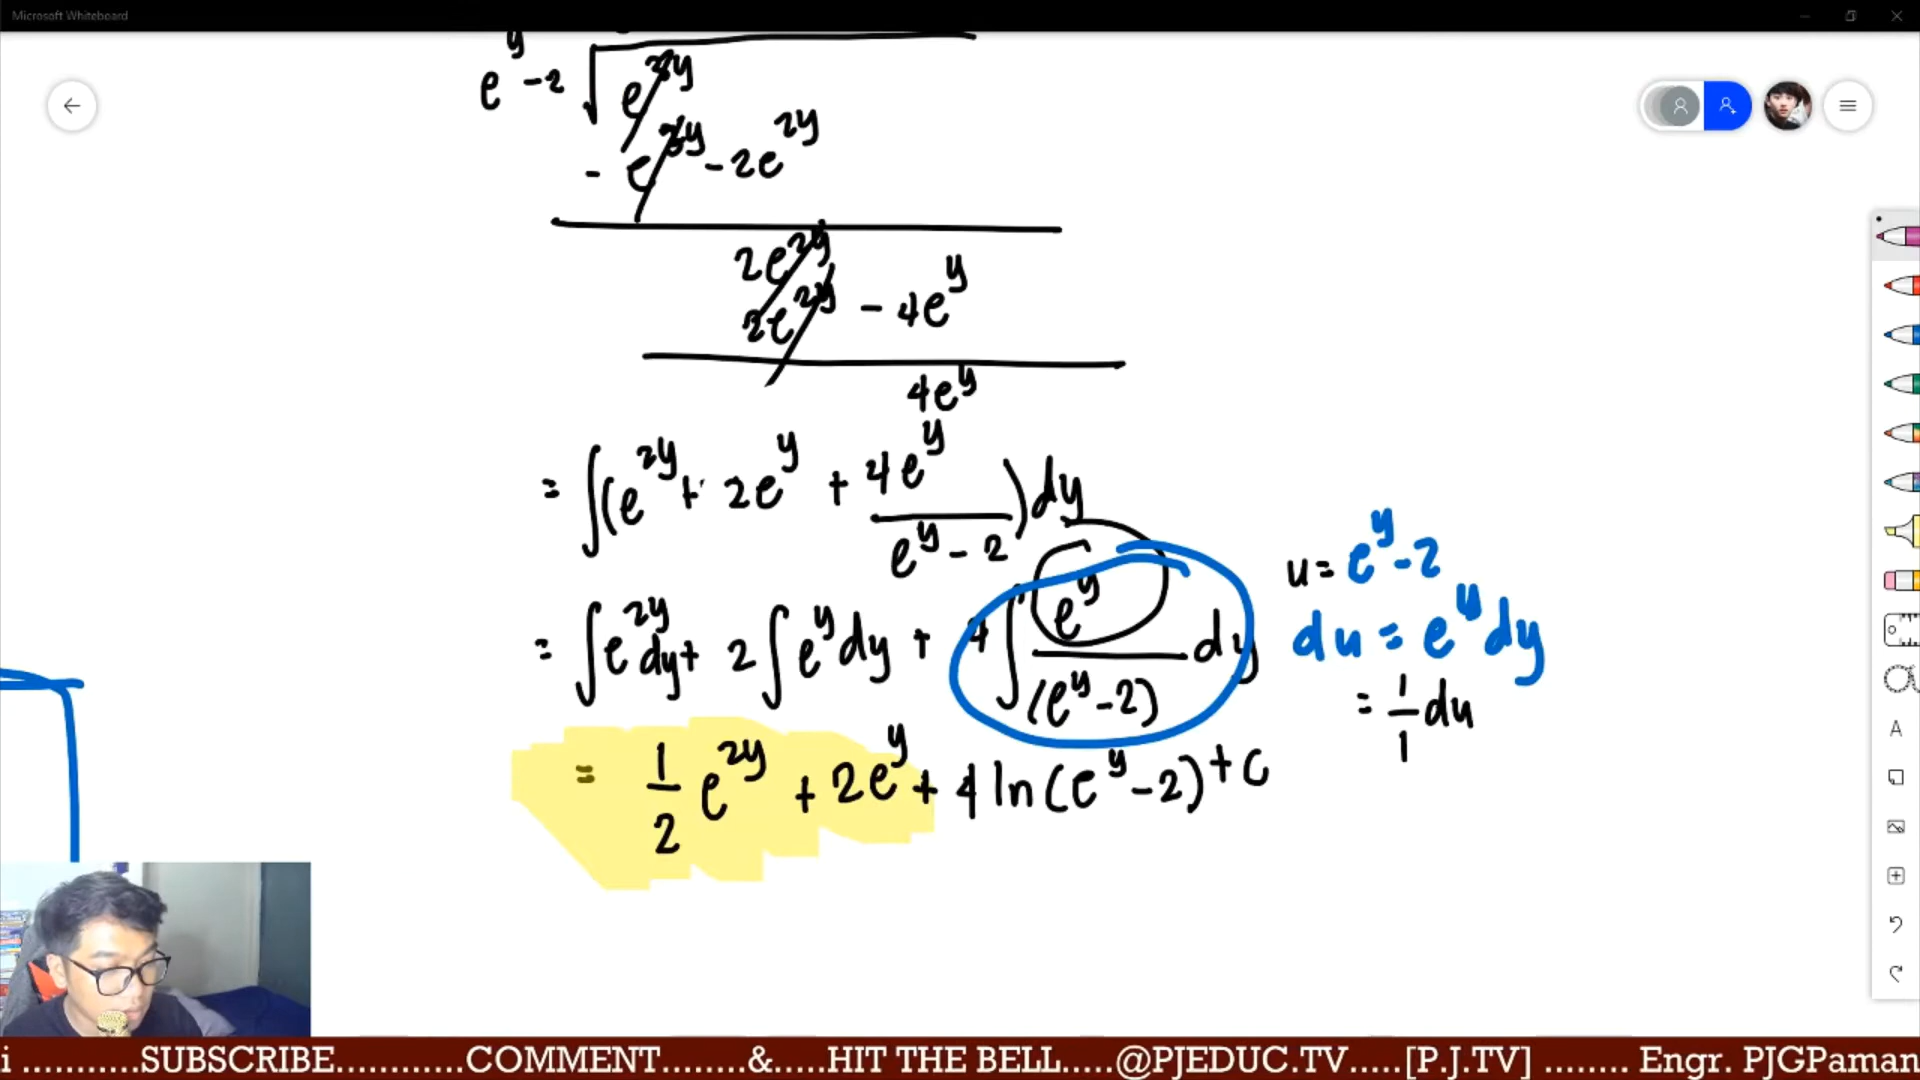 Microsoft Whiteboard
e^y - 2 √ e^3y
- e^3y - 2e^2y
2e^2y
2e^2y - 4e^y
4e^y
= ∫(e^2y + 2e^y + 4e^y / (e^y - 2)) dy
u = e^y - 2
= ∫e^2y dy + 2∫e^y dy + 4∫ e^y / (e^y - 2) dy
du = e^y dy
= 1/1 du
= 1/2 e^2y + 2e^y + 4 ln(e^y - 2) + c
A
i ...........SUBSCRIBE............COMMENT........&.....HIT THE BELL.....@PJEDUC.TV.....[P.J.TV] ........ Engr. PJGPaman